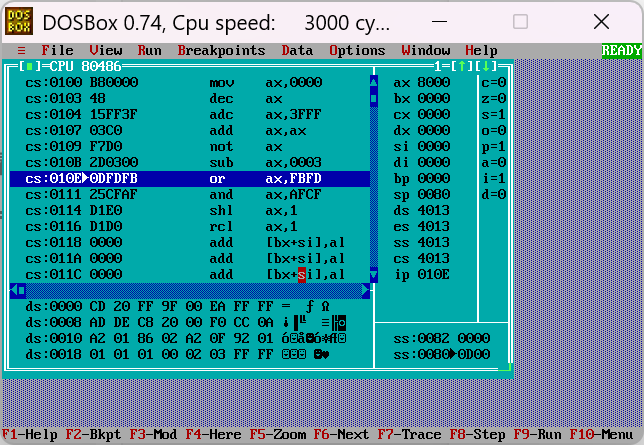 DOS BOX DOSBox 0.74, Cpu speed: 3000 cy...
≡ File View Run Breakpoints Data Options Window Help READY
[■]=CPU 80486 1=[↑][↓]
cs:0100 B80000 mov ax,0000 ax 8000 c=0
cs:0103 48 dec ax bx 0000 z=0
cs:0104 15FF3F adc ax,3FFF cx 0000 s=1
cs:0107 03C0 add ax,ax dx 0000 o=0
cs:0109 F7D0 not ax si 0000 p=1
cs:010B 2D0300 sub ax,0003 di 0000 a=0
cs:010E▶0DFDFB or ax,FBFD bp 0000 i=1
cs:0111 25CFAF and ax,AFCF sp 0080 d=0
cs:0114 D1E0 shl ax,1 ds 4013
cs:0116 D1D0 rcl ax,1 es 4013
cs:0118 0000 add [bx+si],al ss 4013
cs:011A 0000 add [bx+si],al cs 4013
cs:011C 0000 add [bx+si],al ip 010E
ds:0000 CD 20 FF 9F 00 EA FF FF = ƒ Ω
ds:0008 AD DE C8 20 00 F0 CC 0A ¡▐╚ ≡╠◙
ds:0010 A2 01 86 02 A2 0F 92 01 ó☺å☻ó☼Æ☺ ss:0082 0000
ds:0018 01 01 01 00 02 03 FF FF ☺☺☺ ☻♥ ss:0080▶0D00
F1-Help F2-Bkpt F3-Mod F4-Here F5-Zoom F6-Next F7-Trace F8-Step F9-Run F10-Menu